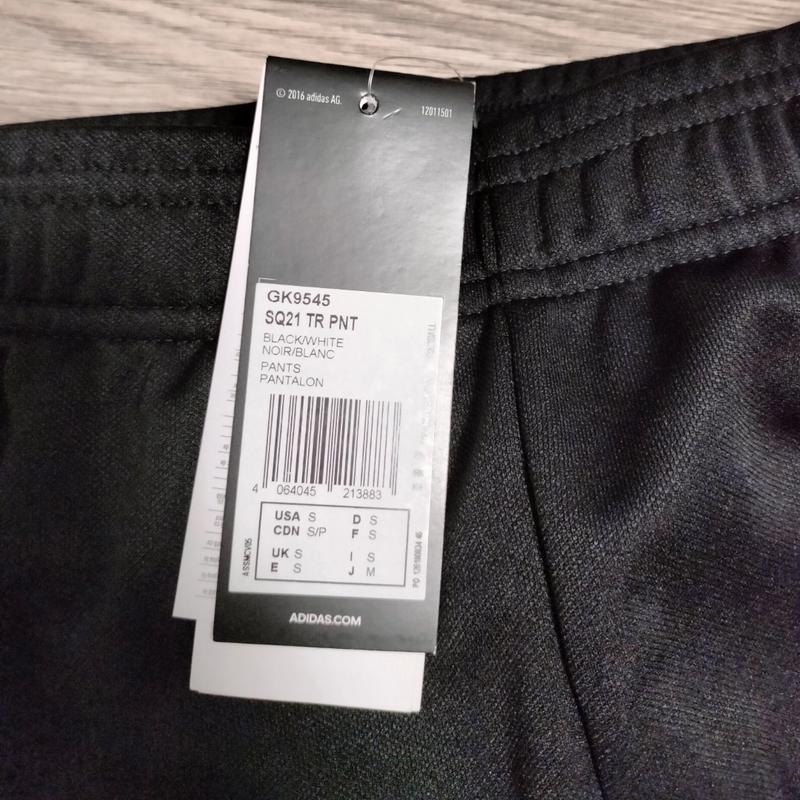 © 2016 adidas AG.
12011501
GK9545
SQ21 TR PNT
BLACK/WHITE
NOIR/BLANC
PANTS
PANTALON
4 064045 213883
USA S D S
CDN S/P F S
UK S I S
E S J M
ASSMCV05
ADIDAS.COM